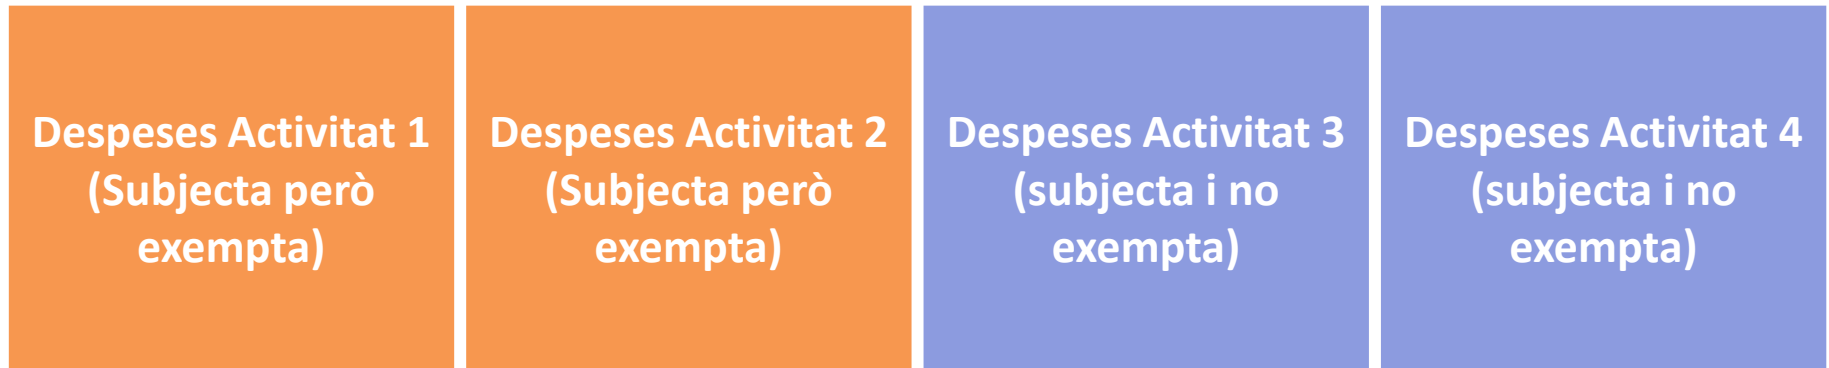 Despeses Activitat 1
(Subjecta però
exempta)
Despeses Activitat 2
(Subjecta però
exempta)
Despeses Activitat 3
(subjecta i no
exempta)
Despeses Activitat 4
(subjecta i no
exempta)